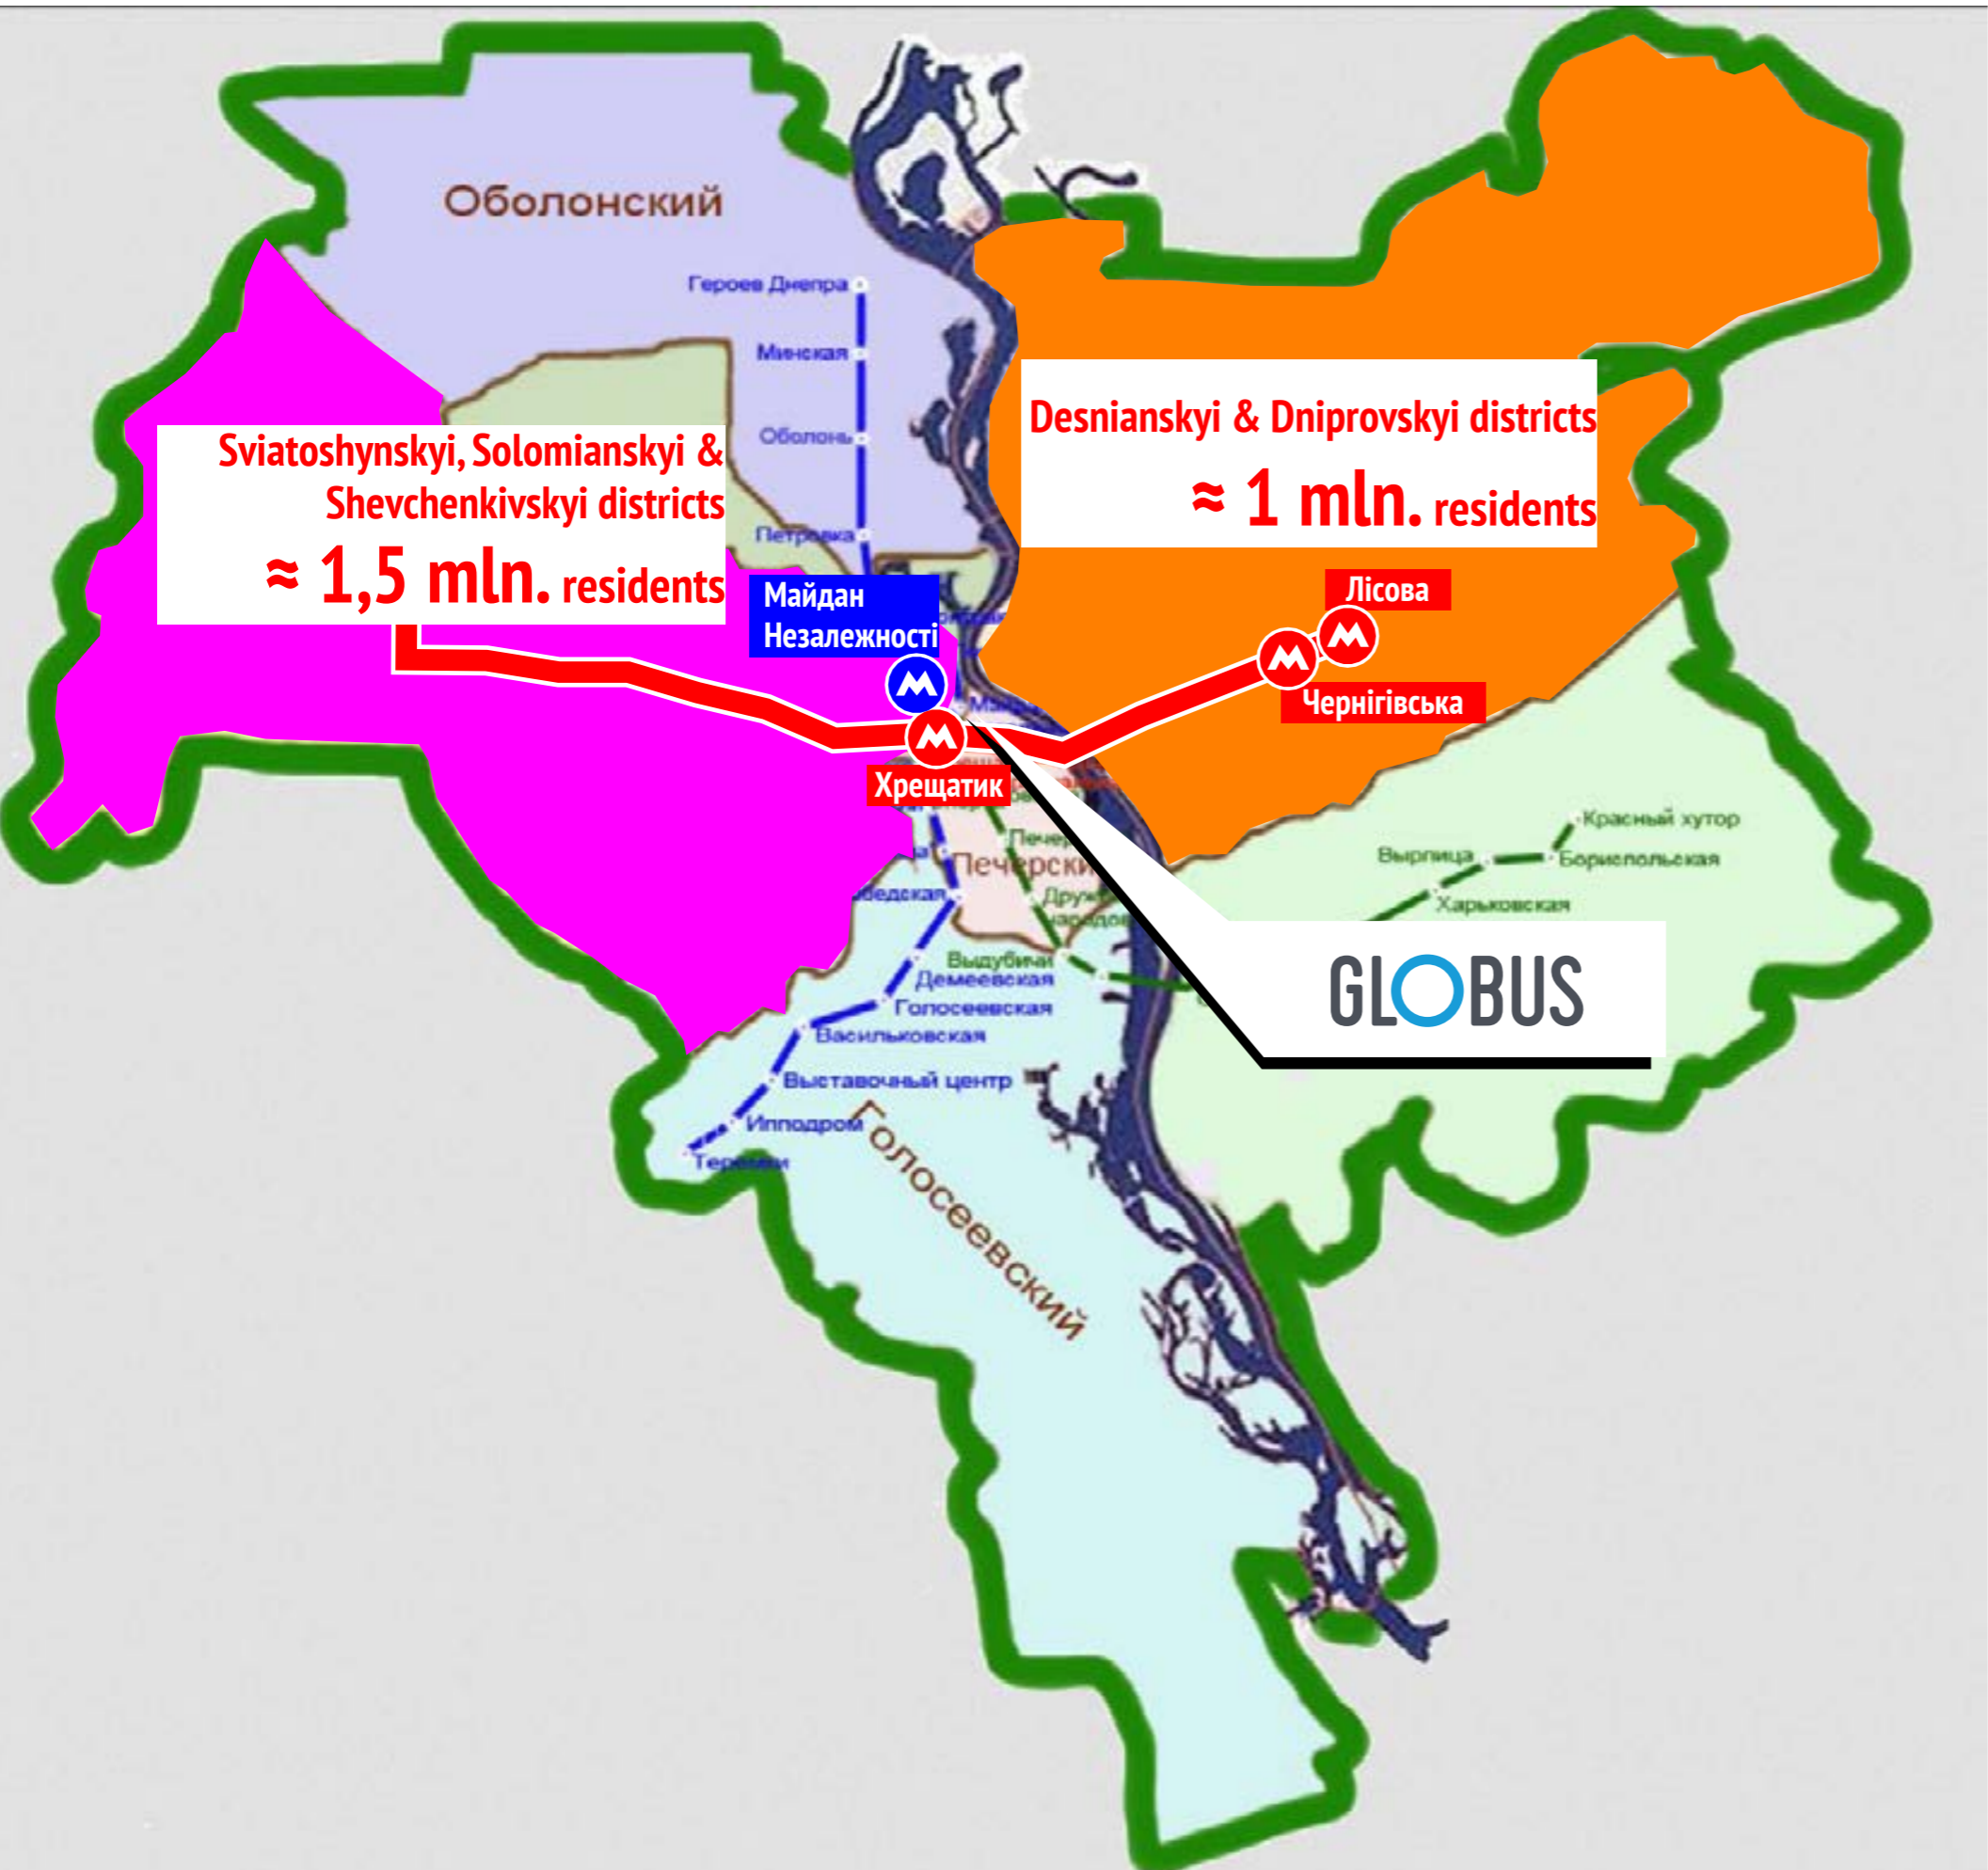 Оболонский
Героев Днепра
Минская
Оболонь
Петровка
Sviatoshynskyi, Solomianskyi &
Shevchenkivskyi districts
≈ 1,5 mln. residents
Desnianskyi & Dniprovskyi districts
≈ 1 mln. residents
Майдан
Незалежності
Лісова
Чернігівська
Хрещатик
Красный хутор
Вырлица
Бориспольская
Харьковская
Выдубичи
Демеевская
Голосеевская
Васильковская
Выставочный центр
Ипподром
Теремки
Голосеевский
GLOBUS